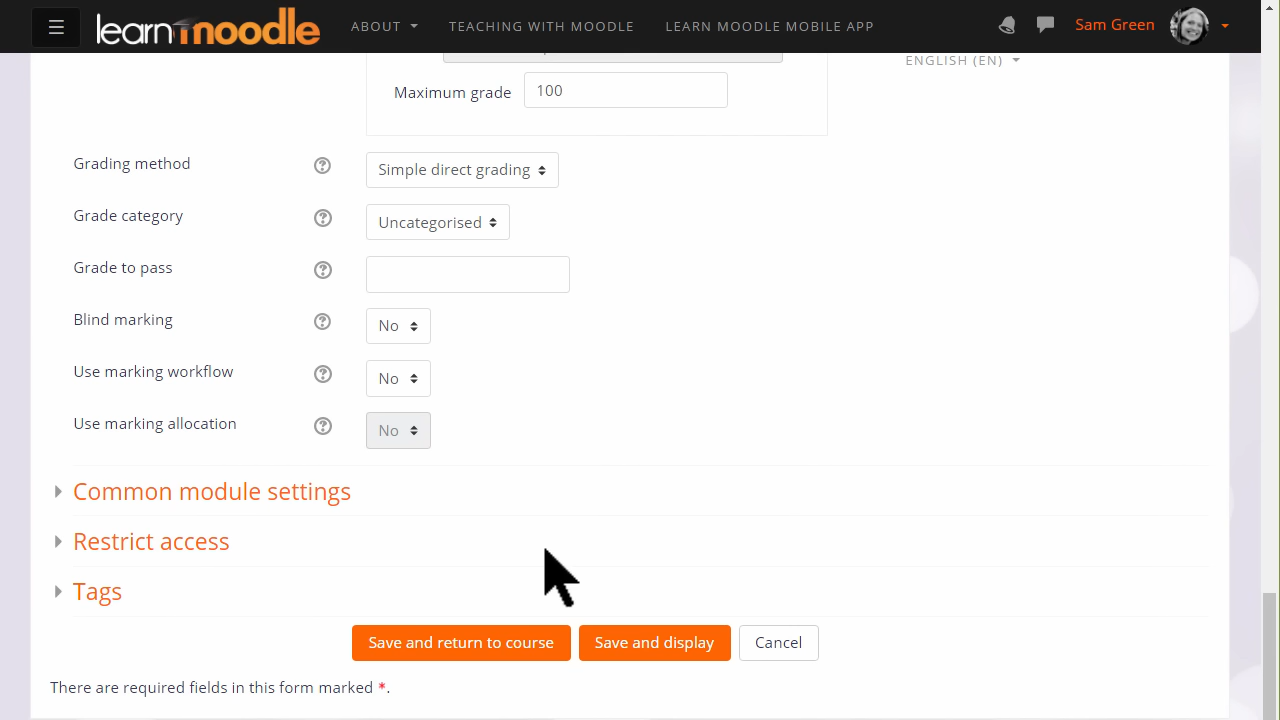 ☰ learn moodle ABOUT TEACHING WITH MOODLE LEARN MOODLE MOBILE APP Sam Green
ENGLISH (EN)
Maximum grade 100
Grading method Simple direct grading
Grade category Uncategorised
Grade to pass
Blind marking No
Use marking workflow No
Use marking allocation No
Common module settings
Restrict access
Tags
Save and return to course Save and display Cancel
There are required fields in this form marked *.